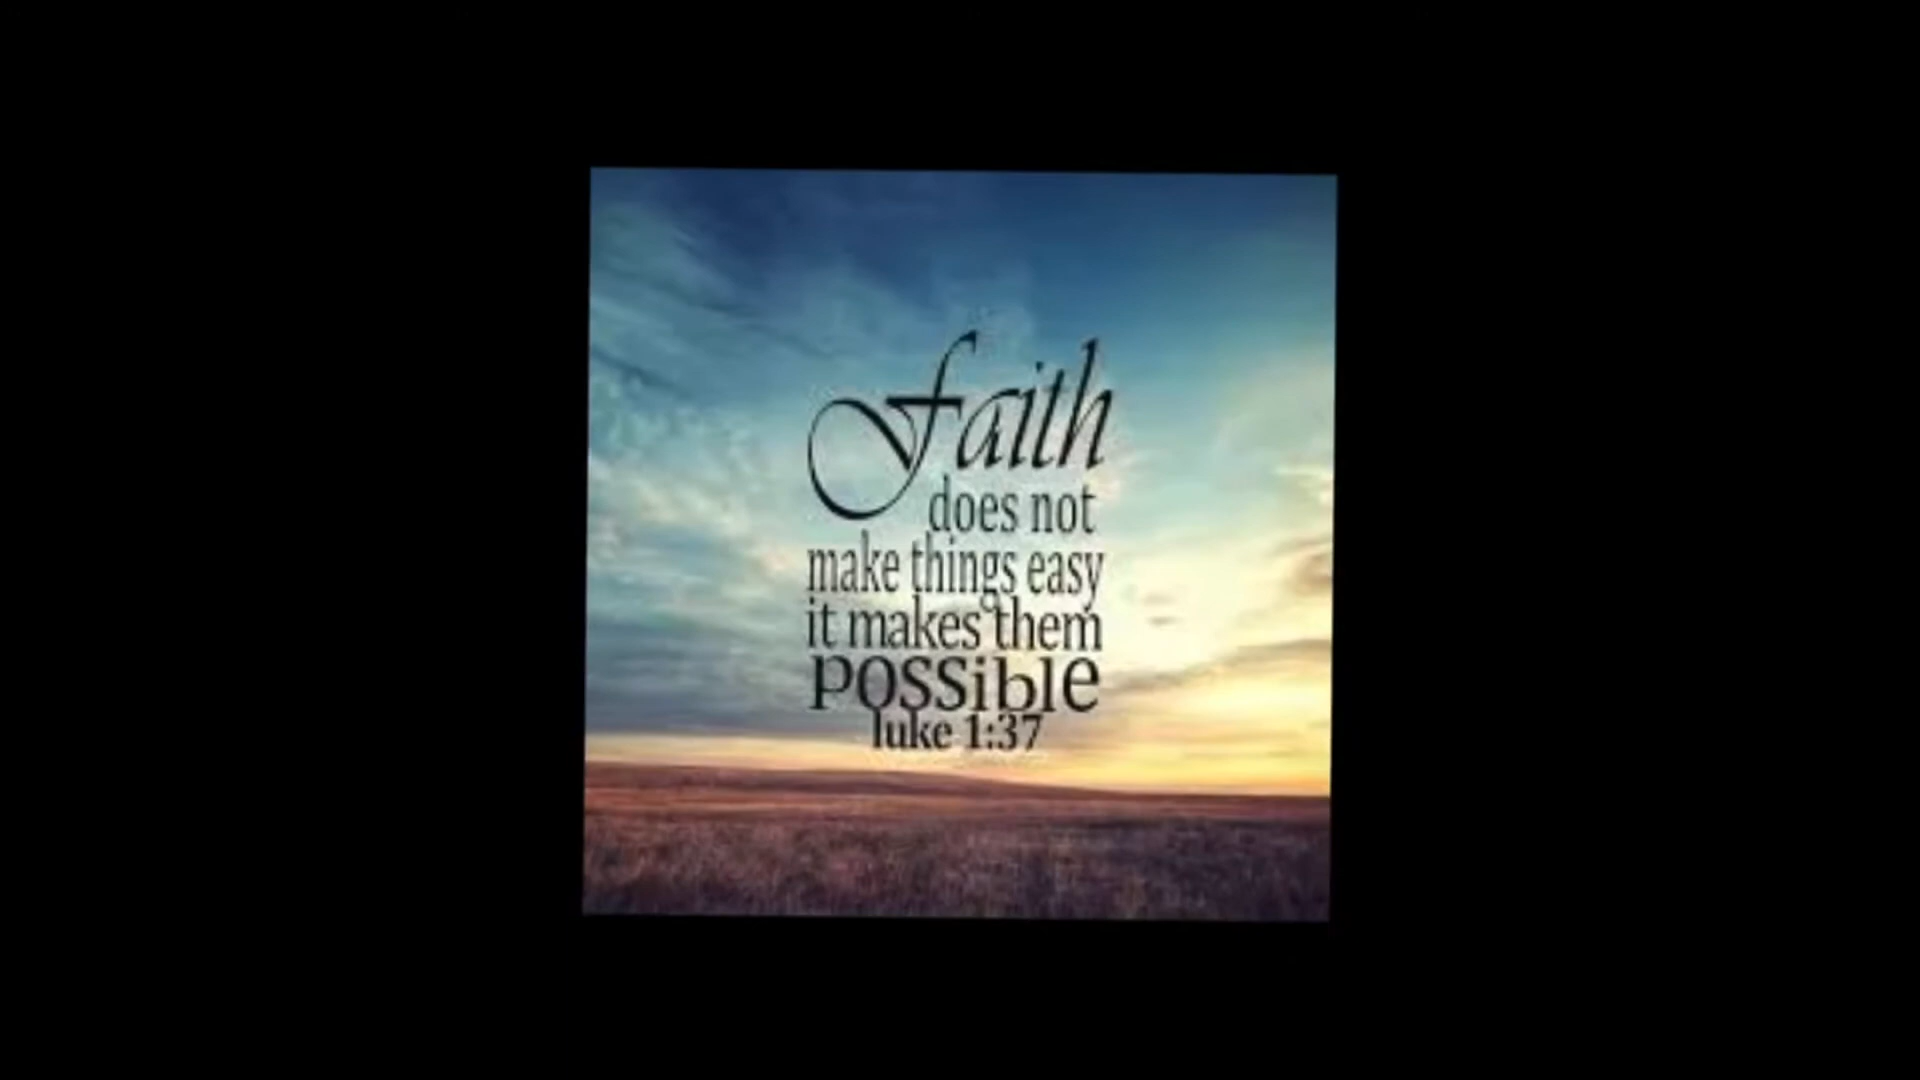 Faith
does not
make things easy
it makes them
possible
luke 1:37